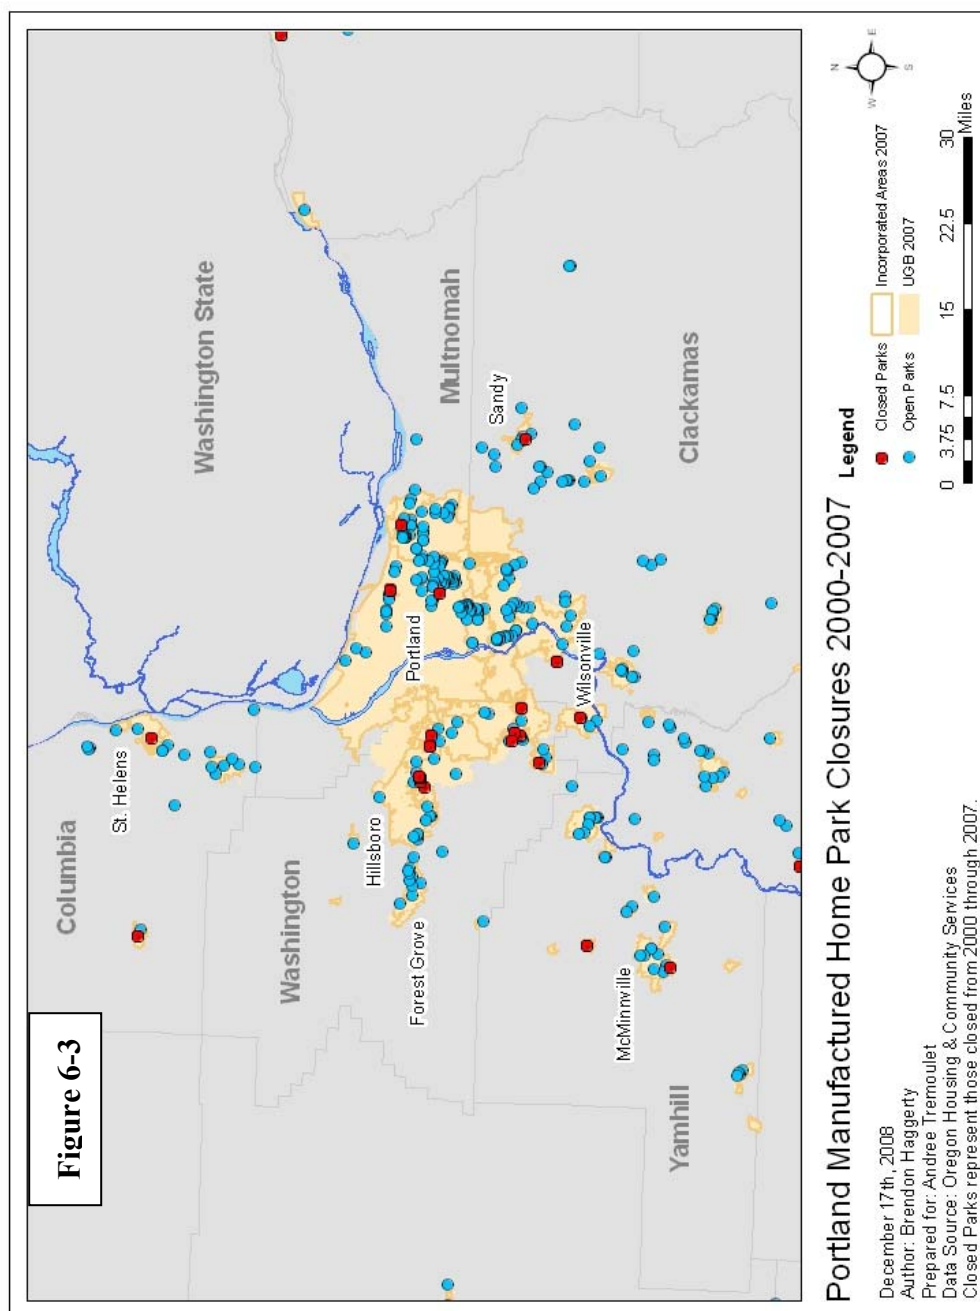 Figure 6-3
Columbia
St. Helens
Washington State
Washington
Hillsboro
Forest Grove
Portland
Multnomah
Sandy
McMinnville
Wilsonville
Clackamas
Yamhill
Portland Manufactured Home Park Closures 2000-2007
December 17th, 2008
Author: Brendon Haggerty
Prepared for: Andree Tremoulet
Data Source: Oregon Housing & Community Services
Closed Parks represent those closed from 2000 through 2007..
Legend
Closed Parks
Open Parks
Incorporated Areas 2007
UGB 2007
N
E
S
W
0 3.75 7.5 15 22.5 30
Miles